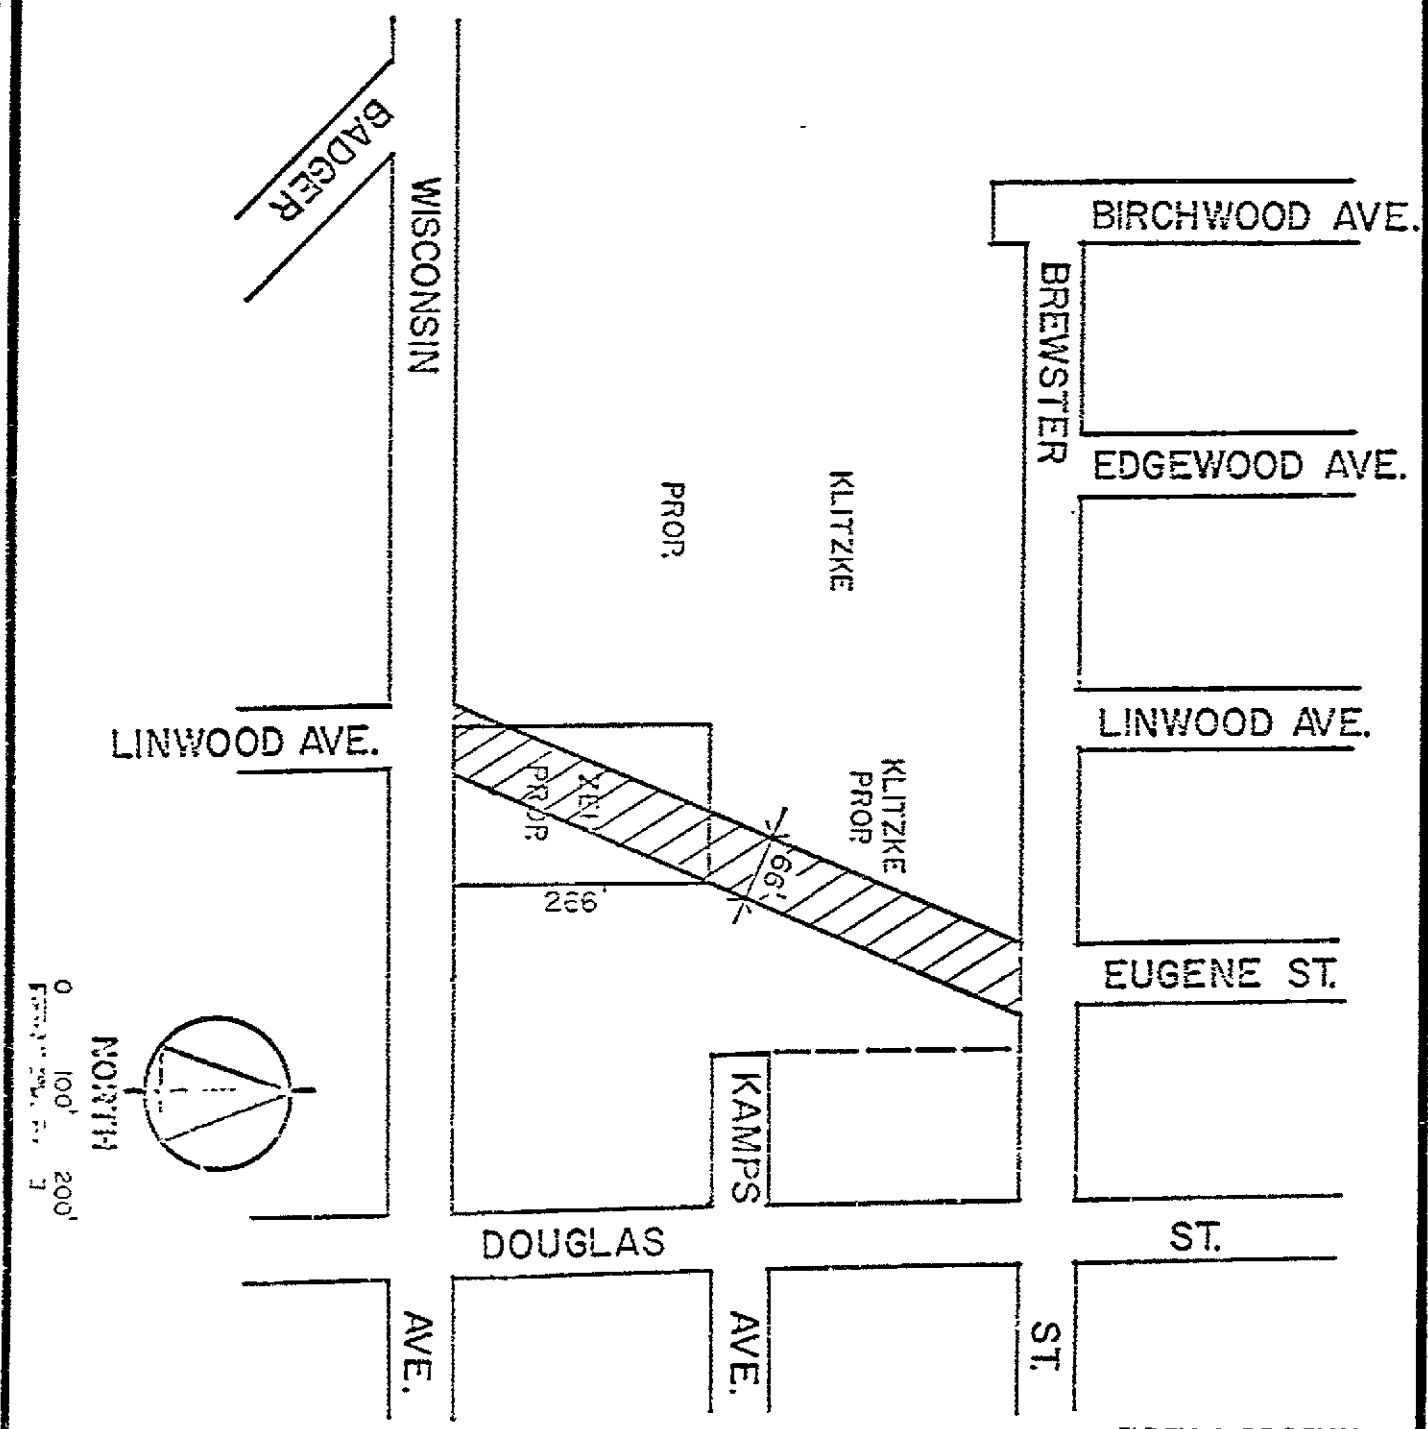 BADGER
WISCONSIN
AVE.
BIRCHWOOD AVE.
BREWSTER
ST.
EDGEWOOD AVE.
KLITZKE
PROP.
LINWOOD AVE.
LINWOOD AVE.
KLITZKE
PROP.
PROP.
66'
266'
EUGENE ST.
KAMPS
AVE.
DOUGLAS
ST.
NORTH
0 100' 200'